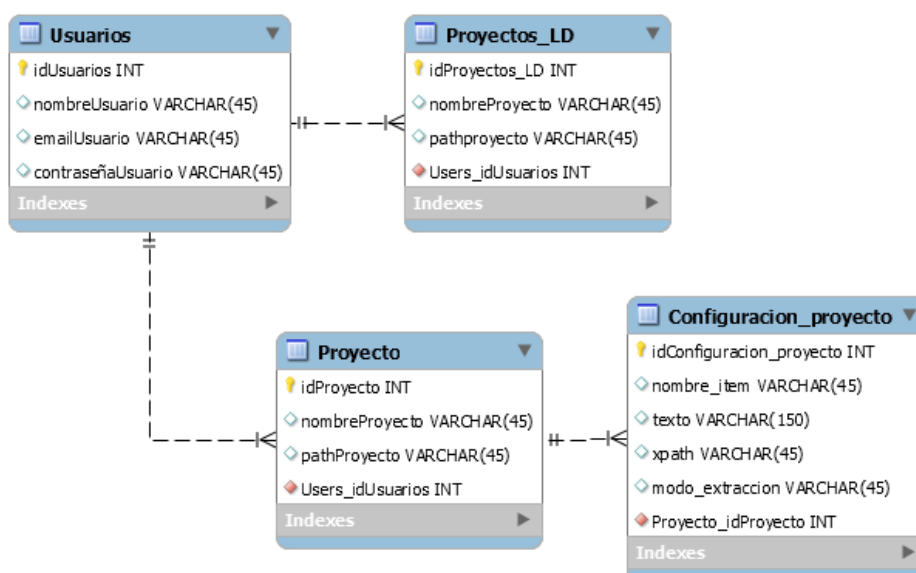 Usuarios
idUsuarios INT
nombreUsuario VARCHAR(45)
emailUsuario VARCHAR(45)
contraseñaUsuario VARCHAR(45)
Indexes
Proyectos_LD
idProyectos_LD INT
nombreProyecto VARCHAR(45)
pathproyecto VARCHAR(45)
Users_idUsuarios INT
Indexes
Proyecto
idProyecto INT
nombreProyecto VARCHAR(45)
pathProyecto VARCHAR(45)
Users_idUsuarios INT
Indexes
Configuracion_proyecto
idConfiguracion_proyecto INT
nombre_item VARCHAR(45)
texto VARCHAR(150)
xpath VARCHAR(45)
modo_extraccion VARCHAR(45)
Proyecto_idProyecto INT
Indexes